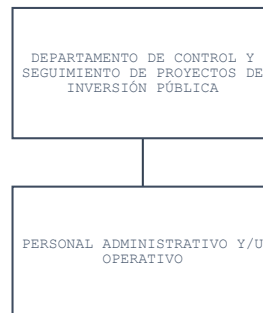 DEPARTAMENTO DE CONTROL Y
SEGUIMIENTO DE PROYECTOS DE
INVERSIÓN PÚBLICA
PERSONAL ADMINISTRATIVO Y/U
OPERATIVO